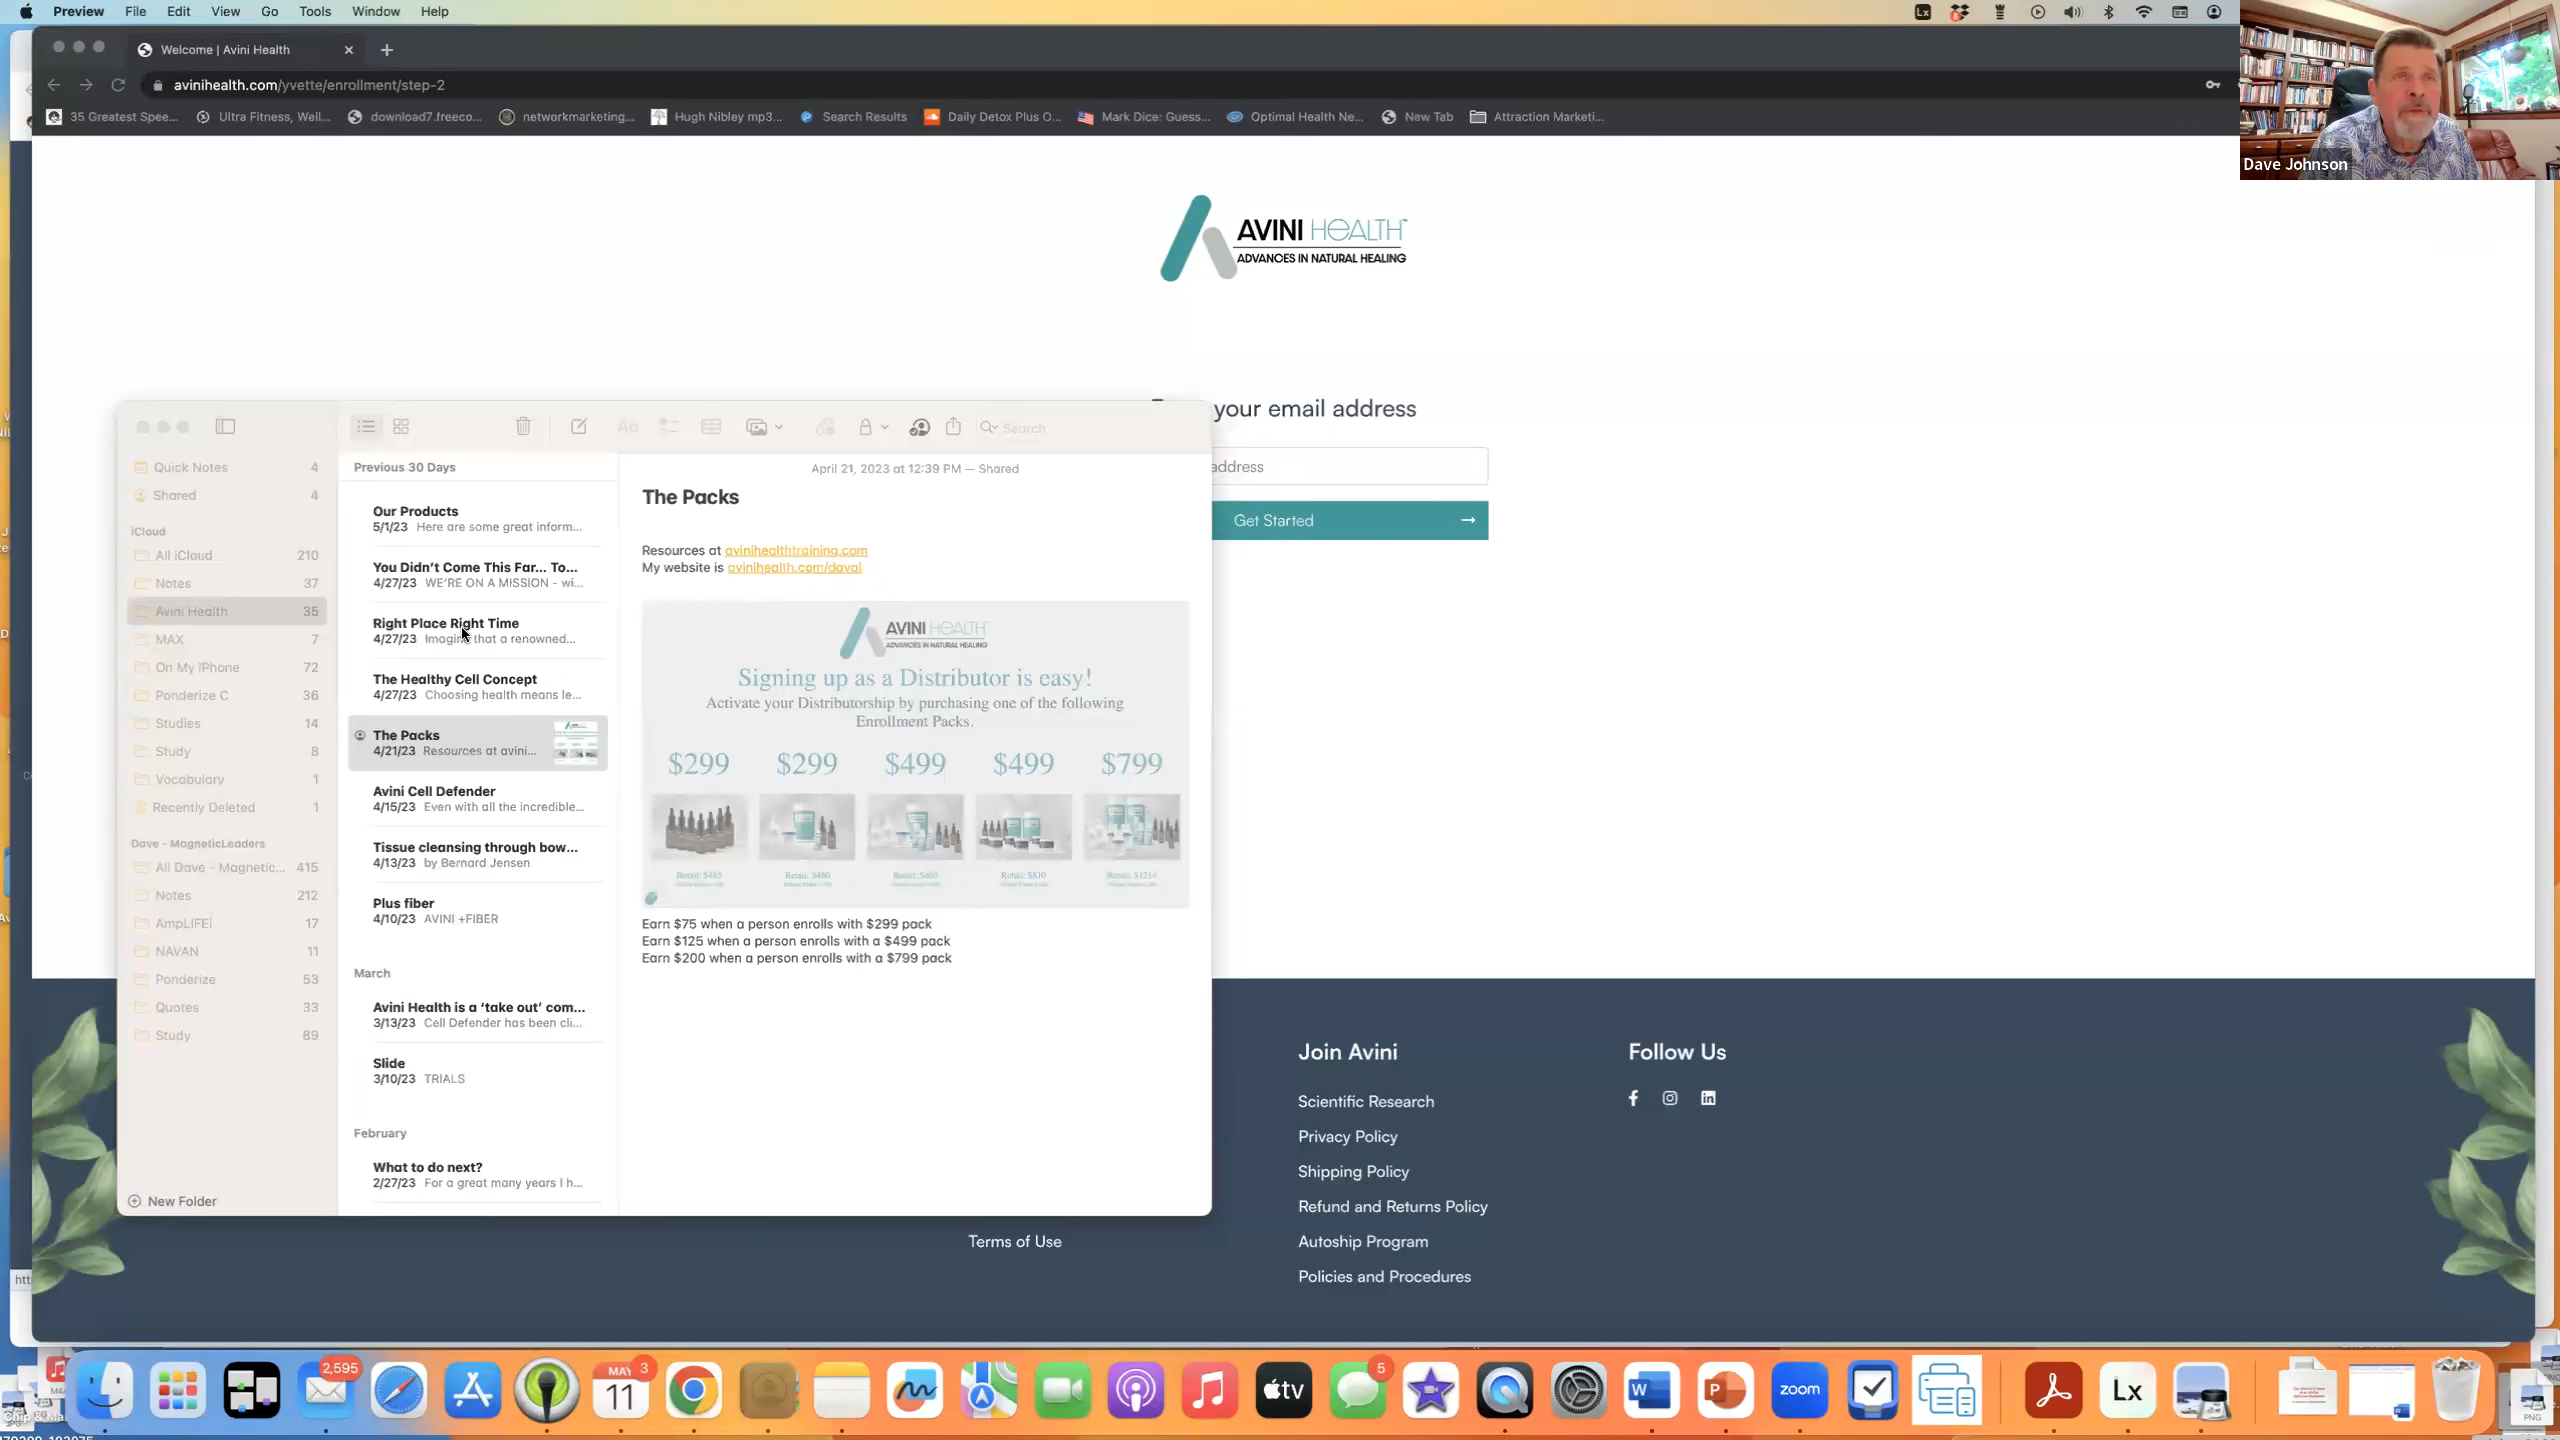 Preview File Edit View Go Tools Window Help
Welcome | Avini Health
avinihealth.com/yvette/enrollment/step-2
35 Greatest Spee...
Ultra Fitness, Well...
download7.freeco...
networkmarketing...
Hugh Nibley mp3...
Search Results
Daily Detox Plus O...
Mark Dice: Guess...
Optimal Health Ne...
New Tab
Attraction Marketi...
Dave Johnson
AVINI HEALTH
ADVANCES IN NATURAL HEALING
your email address
address
Get Started
Search
Quick Notes 4
Shared 4
iCloud
All iCloud 210
Notes 37
Avini Health 35
MAX 7
On My iPhone 72
Ponderize C 36
Studies 14
Study 8
Vocabulary 1
Recently Deleted 1
Dave - MagneticLeaders
All Dave - Magnetic... 415
Notes 212
AmpLIFEi 17
NAVAN 11
Ponderize 53
Quotes 33
Study 89
New Folder
Previous 30 Days
Our Products
5/1/23 Here are some great inform...
You Didn't Come This Far... To...
4/27/23 WE'RE ON A MISSION - wi...
Right Place Right Time
4/27/23 Imagine that a renowned...
The Healthy Cell Concept
4/27/23 Choosing health means le...
The Packs
4/21/23 Resources at avini...
Avini Cell Defender
4/15/23 Even with all the incredible...
Tissue cleansing through bow...
4/13/23 by Bernard Jensen
Plus fiber
4/10/23 AVINI +FIBER
March
Avini Health is a 'take out' com...
3/13/23 Cell Defender has been cli...
Slide
3/10/23 TRIALS
February
What to do next?
2/27/23 For a great many years I h...
April 21, 2023 at 12:39 PM — Shared
The Packs
Resources at avinihealthtraining.com
My website is avinihealth.com/daval
AVINI HEALTH
ADVANCES IN NATURAL HEALING
Signing up as a Distributor is easy!
Activate your Distributorship by purchasing one of the following
Enrollment Packs.
$299 $299 $499 $499 $799
Retail: $485 Retail: $460 Retail: $805 Retail: $810 Retail: $1214
Earn $75 when a person enrolls with $299 pack
Earn $125 when a person enrolls with a $499 pack
Earn $200 when a person enrolls with a $799 pack
Join Avini
Scientific Research
Privacy Policy
Shipping Policy
Refund and Returns Policy
Autoship Program
Policies and Procedures
Follow Us
Terms of Use
2,595
MAY 3
11
tv
5
zoom
Lx
PNG